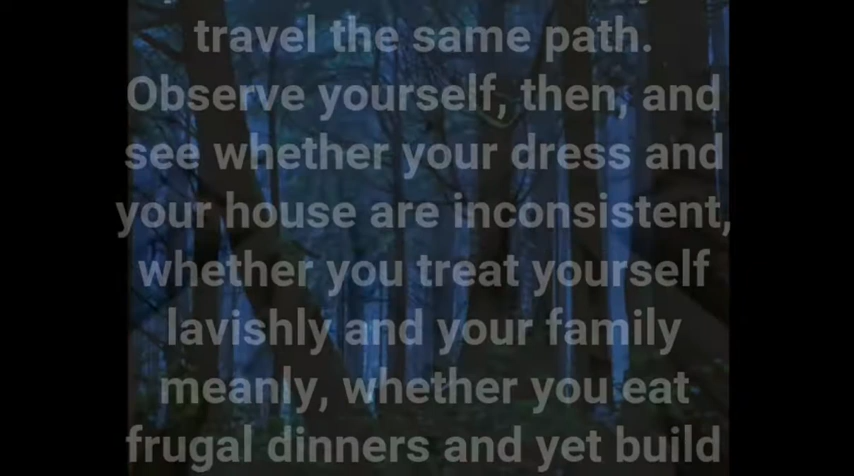 travel the same path.
Observe yourself, then, and
see whether your dress and
your house are inconsistent,
whether you treat yourself
lavishly and your family
meanly, whether you eat
frugal dinners and yet build